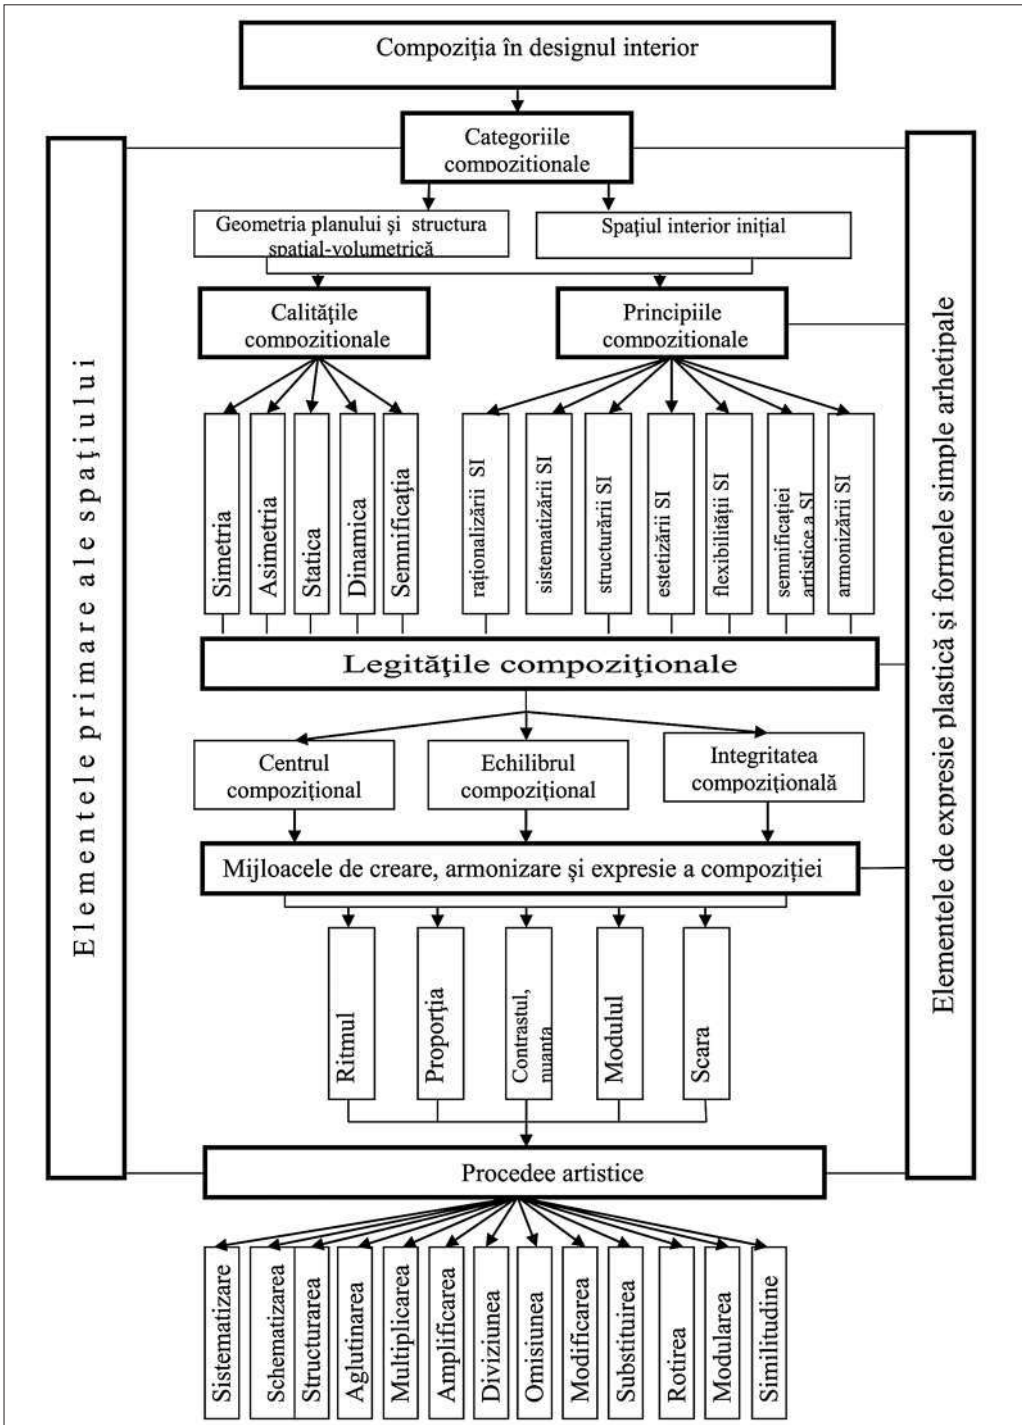 Compoziţia în designul interior
Categoriile
compoziţionale
Geometria planului şi structura
spaţial-volumetrică
Spaţiul interior iniţial
Calităţile
compoziţionale
Principiile
compoziţionale
Simetria
Asimetria
Statica
Dinamica
Semnificaţia
raţionalizării SI
sistematizării SI
structurării SI
estetizării SI
flexibilităţii SI
semnificaţiei
artistice a SI
armonizării SI
Legităţile compoziţionale
Centrul
compoziţional
Echilibrul
compoziţional
Integritatea
compoziţională
Mijloacele de creare, armonizare şi expresie a compoziţiei
Ritmul
Proporţia
Contrastul,
nuanţa
Modulul
Scara
Procedee artistice
Sistematizare
Schematizarea
Structurarea
Aglutinarea
Multiplicarea
Amplificarea
Diviziunea
Omisiunea
Modificarea
Substituirea
Rotirea
Modularea
Similitudine
Elementele primare ale spaţiului
Elementele de expresie plastică și formele simple arhetipale